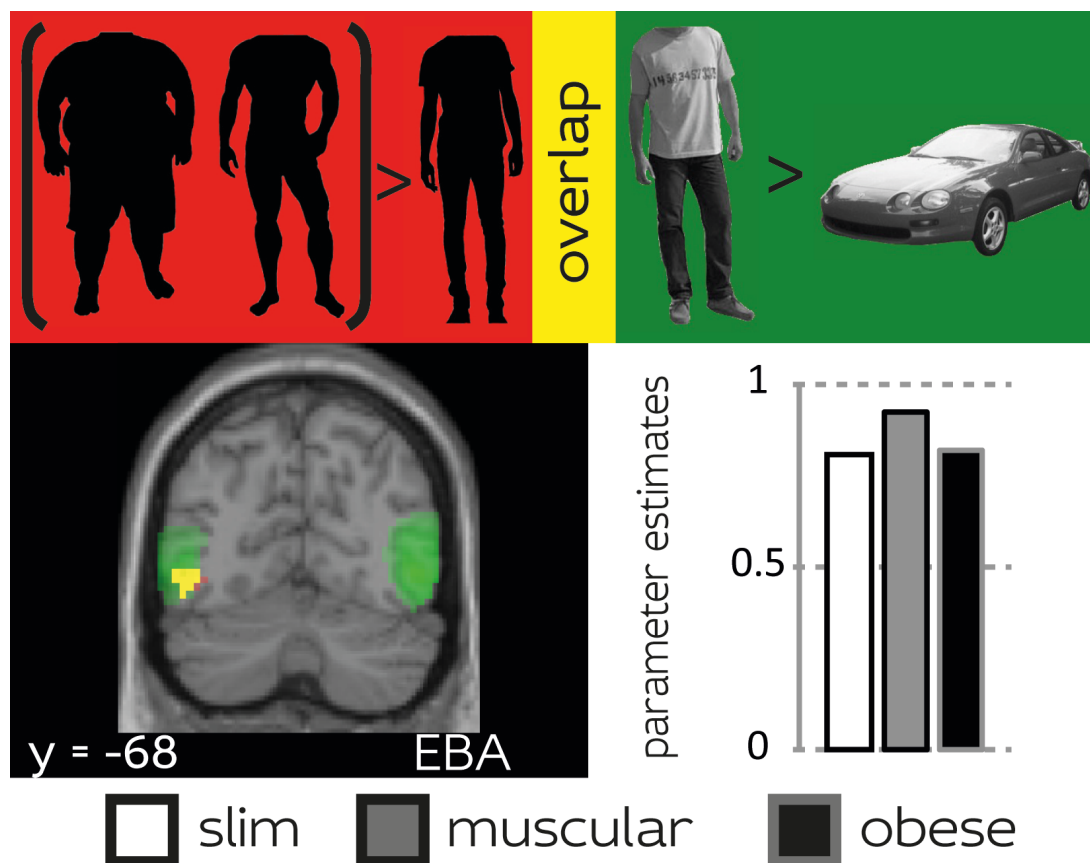 ( ) >
overlap
>
y = -68
EBA
parameter estimates
1
0.5
0
slim
muscular
obese